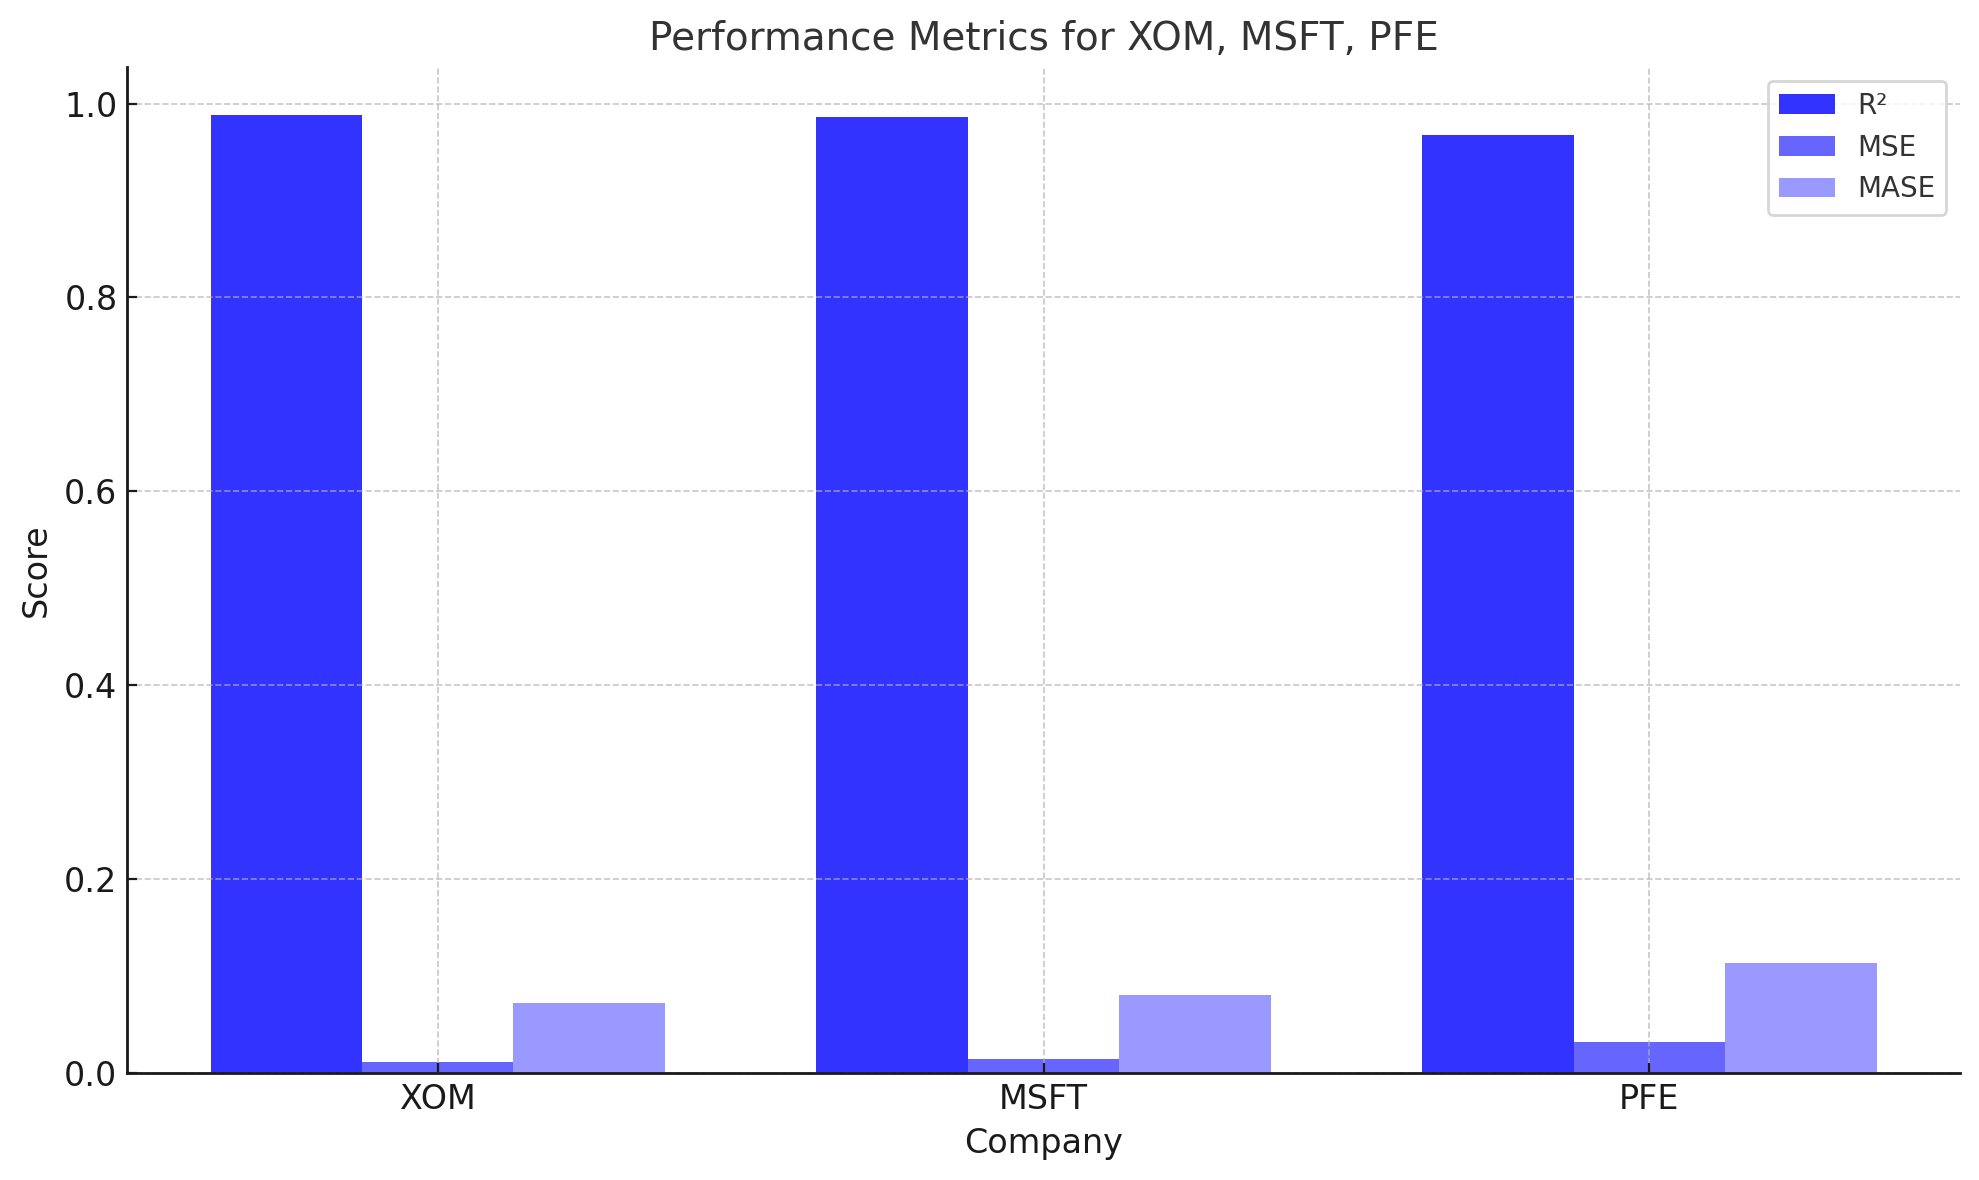 Performance Metrics for XOM, MSFT, PFE
R²
MSE
MASE
1.0
0.8
0.6
0.4
0.2
0.0
Score
XOM
MSFT
PFE
Company